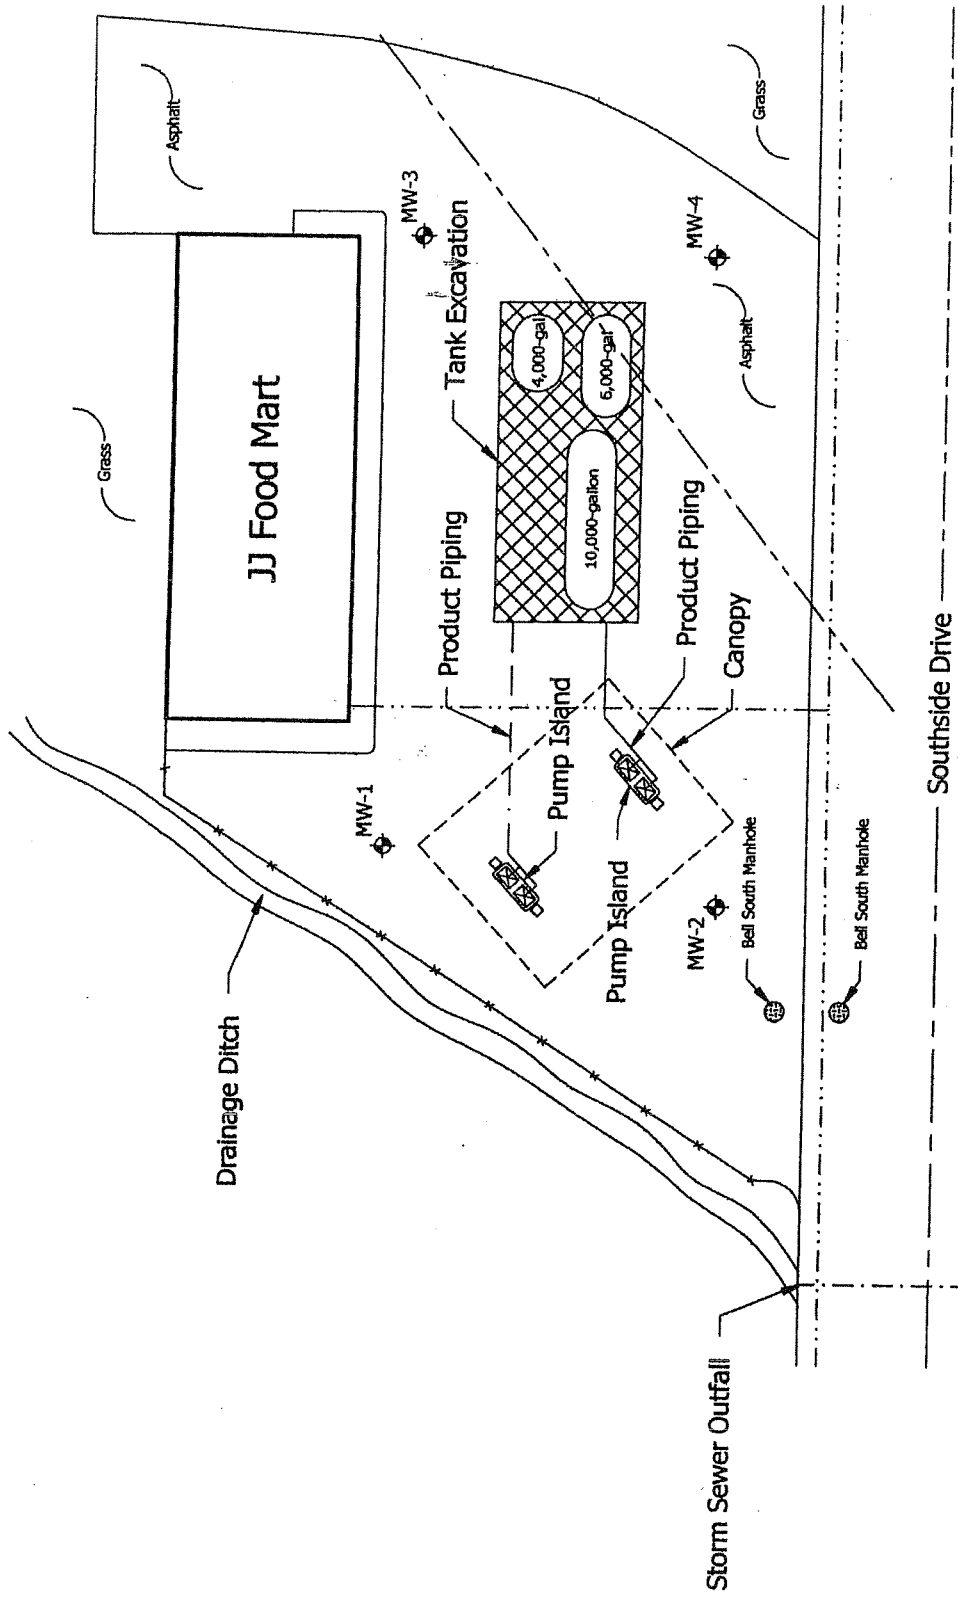 Drainage Ditch
Grass
Asphalt
JJ Food Mart
MW-1
MW-3
Product Piping
Tank Excavation
4,000-gal
6,000-gal
10,000-gallon
Grass
Pump Island
Product Piping
Pump Island
Canopy
MW-4
Asphalt
MW-2
Bell South Manhole
Storm Sewer Outfall
Bell South Manhole
Southside Drive